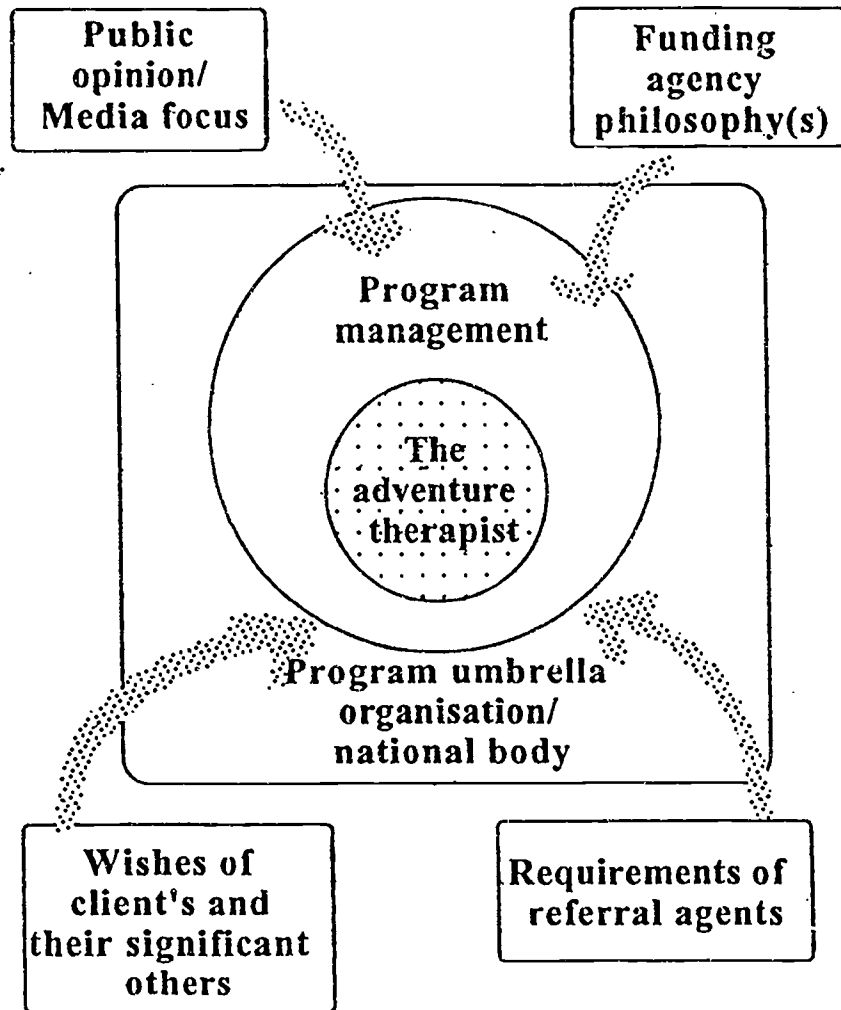 Public
opinion/
Media focus
Funding
agency
philosophy(s)
Program
management
The
adventure
therapist
Program umbrella
organisation/
national body
Wishes of
client's and
their significant
others
Requirements of
referral agents